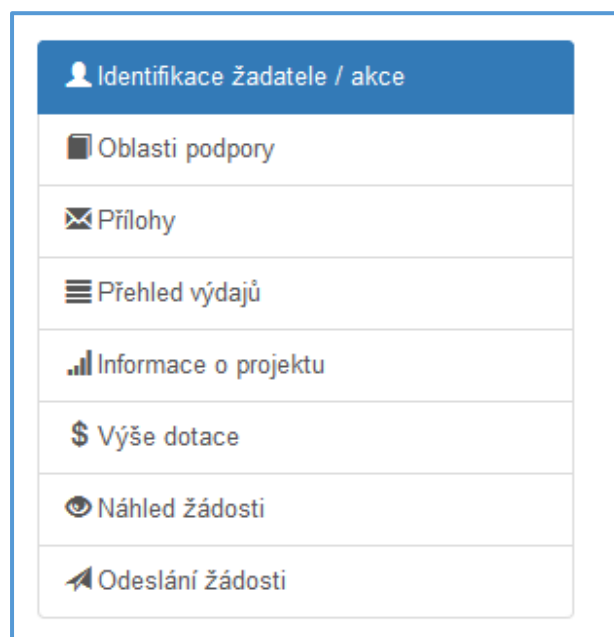 Identifikace žadatele / akce
Oblasti podpory
Přílohy
Přehled výdajů
Informace o projektu
$ Výše dotace
Náhled žádosti
Odeslání žádosti